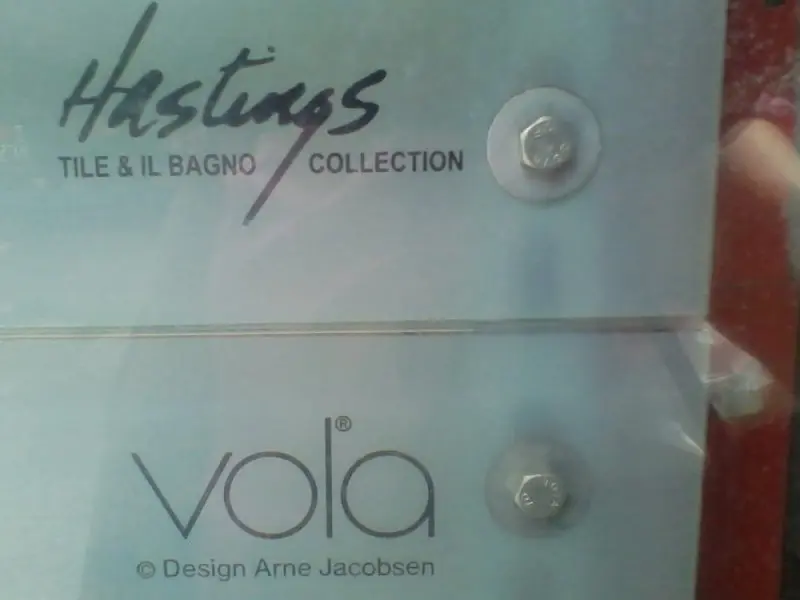 Hastings
TILE & IL BAGNO COLLECTION
vola®
© Design Arne Jacobsen